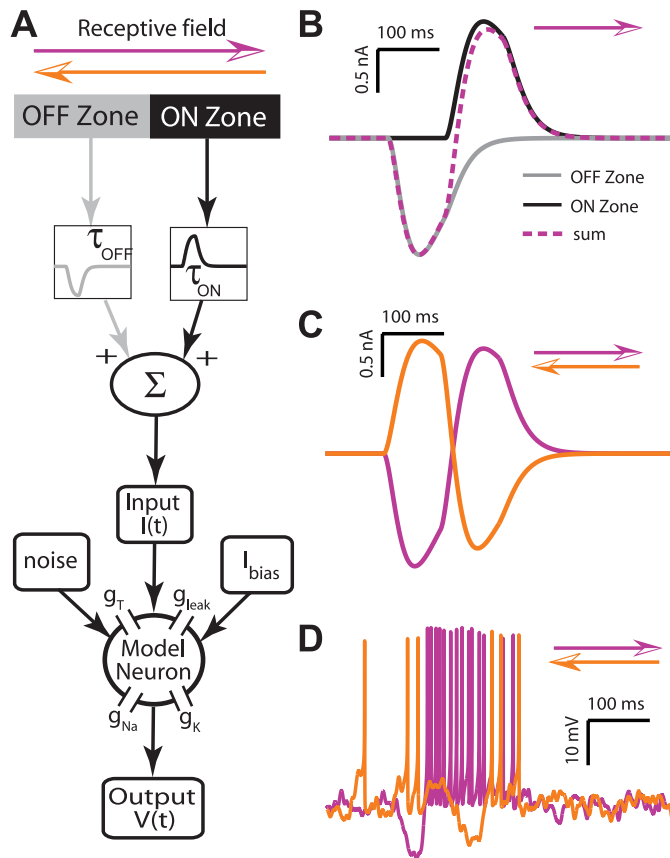 A
Receptive field
OFF Zone
ON Zone
τOFF
τON
+
+
Σ
Input
I(t)
noise
Ibias
gT
gleak
Model
Neuron
gNa
gK
Output
V(t)
B
100 ms
0.5 nA
OFF Zone
ON Zone
sum
C
100 ms
0.5 nA
D
100 ms
10 mV